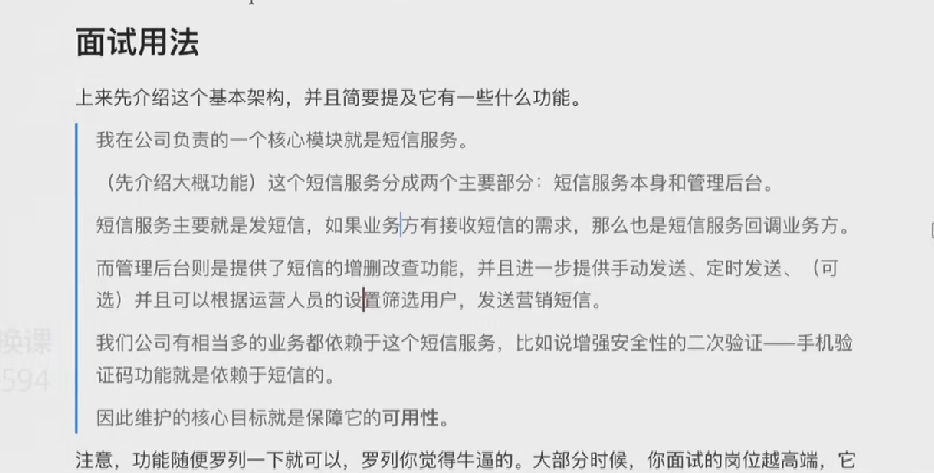 面试用法
上来先介绍这个基本架构，并且简要提及它有一些什么功能。
我在公司负责的一个核心模块就是短信服务。
（先介绍大概功能）这个短信服务分成两个主要部分：短信服务本身和管理后台。
短信服务主要就是发短信，如果业务方有接收短信的需求，那么也是短信服务回调业务方。
而管理后台则是提供了短信的增删改查功能，并且进一步提供手动发送、定时发送、（可
选）并且可以根据运营人员的设置筛选用户，发送营销短信。
我们公司有相当多的业务都依赖于这个短信服务，比如说增强安全性的二次验证——手机验
证码功能就是依赖于短信的。
因此维护的核心目标就是保障它的可用性。
注意，功能随便罗列一下就可以，罗列你觉得牛逼的。大部分时候，你面试的岗位越高端，它
换课
594